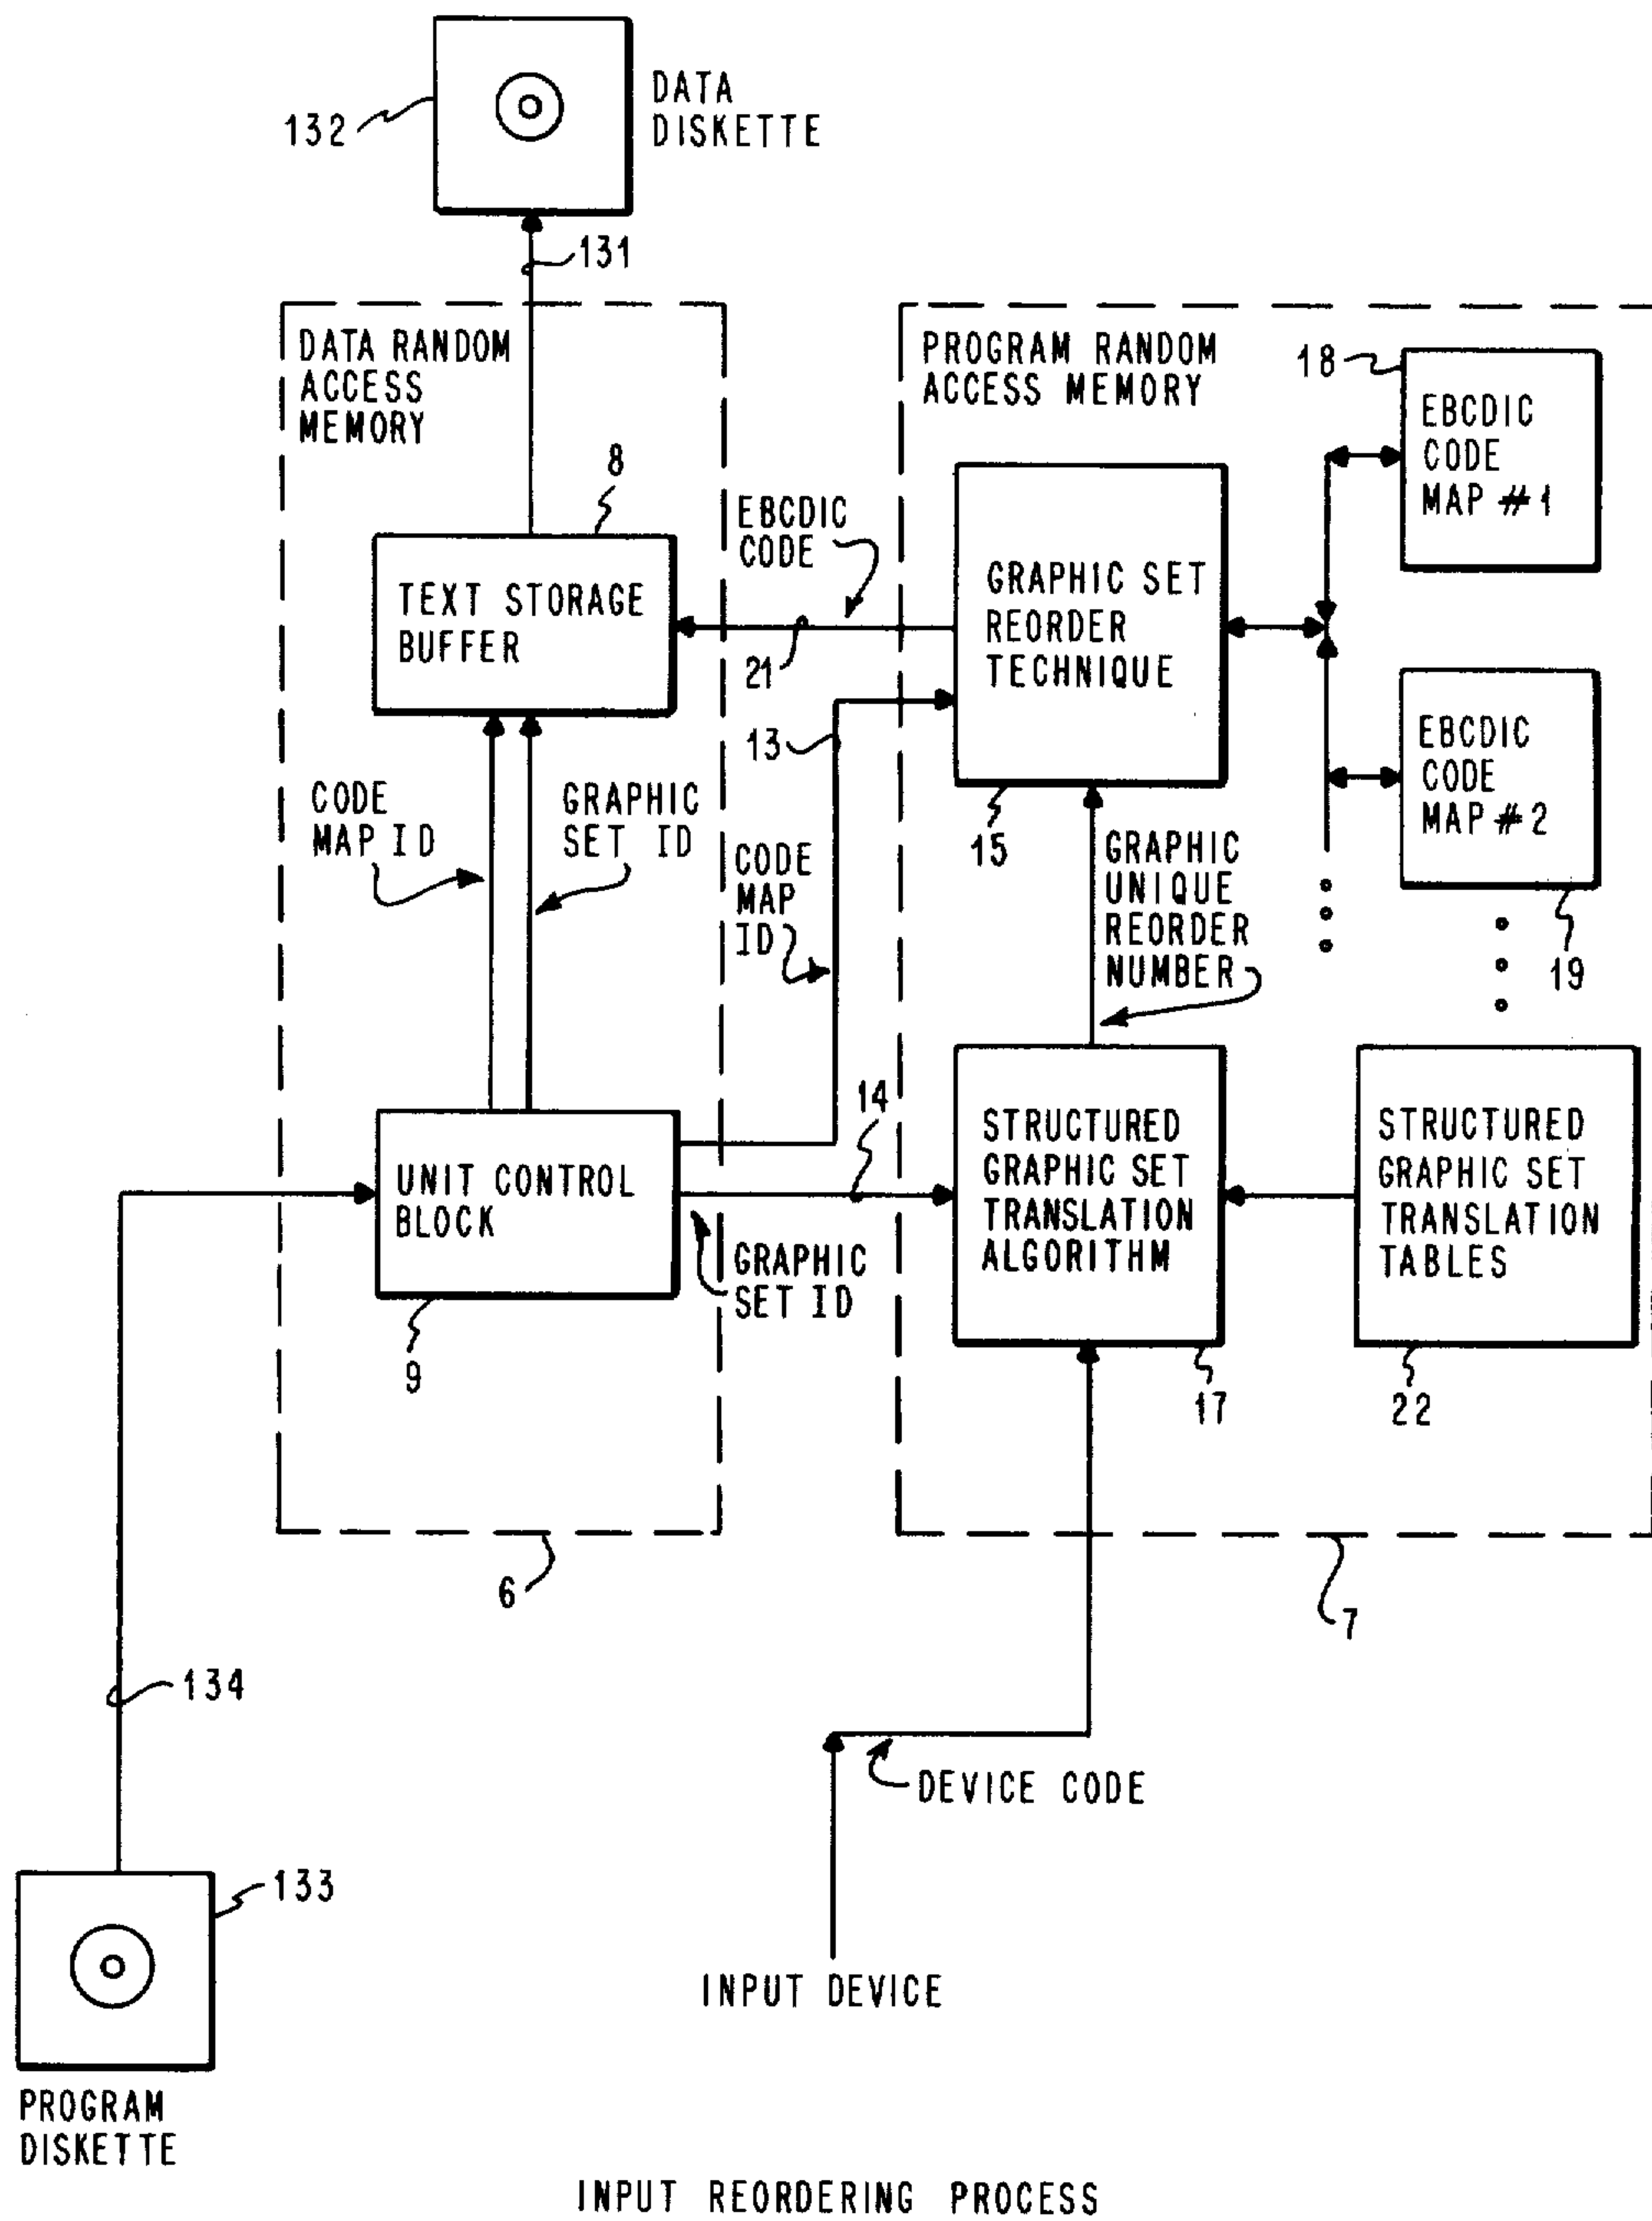 132
DATA
DISKETTE
131
DATA RANDOM
ACCESS
MEMORY
PROGRAM RANDOM
ACCESS MEMORY
18
EBCDIC
CODE
MAP #1
8
EBCDIC
CODE
TEXT STORAGE
BUFFER
21
GRAPHIC SET
REORDER
TECHNIQUE
13
EBCDIC
CODE
MAP #2
19
CODE
MAP ID
GRAPHIC
SET ID
CODE
MAP
ID
15
GRAPHIC
UNIQUE
REORDER
NUMBER
14
UNIT CONTROL
BLOCK
9
GRAPHIC
SET ID
STRUCTURED
GRAPHIC SET
TRANSLATION
ALGORITHM
17
STRUCTURED
GRAPHIC SET
TRANSLATION
TABLES
22
6
7
134
DEVICE CODE
133
INPUT DEVICE
PROGRAM
DISKETTE
INPUT REORDERING PROCESS